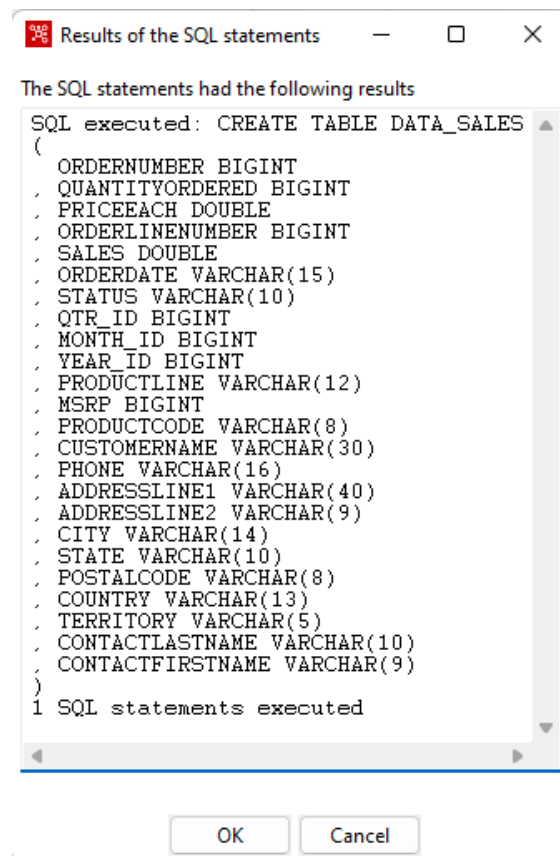 Results of the SQL statements
The SQL statements had the following results
SQL executed: CREATE TABLE DATA_SALES
(
  ORDERNUMBER BIGINT
, QUANTITYORDERED BIGINT
, PRICEEACH DOUBLE
, ORDERLINENUMBER BIGINT
, SALES DOUBLE
, ORDERDATE VARCHAR(15)
, STATUS VARCHAR(10)
, QTR_ID BIGINT
, MONTH_ID BIGINT
, YEAR_ID BIGINT
, PRODUCTLINE VARCHAR(12)
, MSRP BIGINT
, PRODUCTCODE VARCHAR(8)
, CUSTOMERNAME VARCHAR(30)
, PHONE VARCHAR(16)
, ADDRESSLINE1 VARCHAR(40)
, ADDRESSLINE2 VARCHAR(9)
, CITY VARCHAR(14)
, STATE VARCHAR(10)
, POSTALCODE VARCHAR(8)
, COUNTRY VARCHAR(13)
, TERRITORY VARCHAR(5)
, CONTACTLASTNAME VARCHAR(10)
, CONTACTFIRSTNAME VARCHAR(9)
)
1 SQL statements executed
OK Cancel